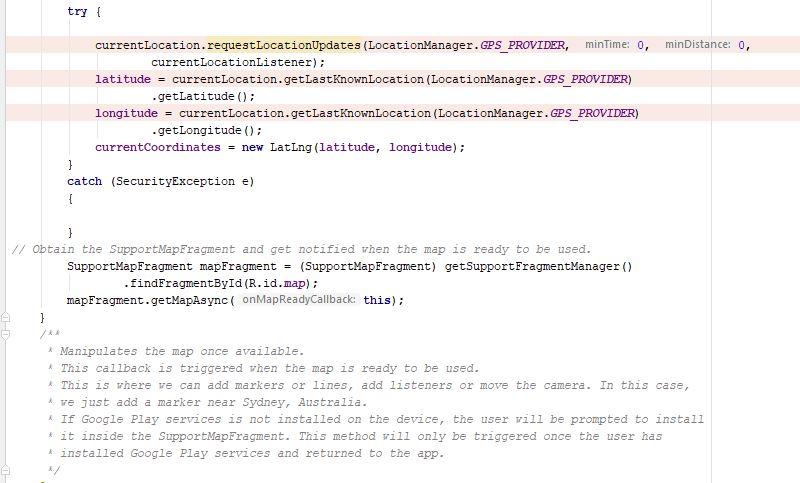 try {
currentLocation.requestLocationUpdates(LocationManager.GPS_PROVIDER, minTime: 0, minDistance: 0,
currentLocationListener);
latitude = currentLocation.getLastKnownLocation(LocationManager.GPS_PROVIDER)
.getLatitude();
longitude = currentLocation.getLastKnownLocation(LocationManager.GPS_PROVIDER)
.getLongitude();
currentCoordinates = new LatLng(latitude, longitude);
}
catch (SecurityException e)
{
}
// Obtain the SupportMapFragment and get notified when the map is ready to be used.
SupportMapFragment mapFragment = (SupportMapFragment) getSupportFragmentManager()
.findFragmentById(R.id.map);
mapFragment.getMapAsync( onMapReadyCallback: this);
}
/**
* Manipulates the map once available.
* This callback is triggered when the map is ready to be used.
* This is where we can add markers or lines, add listeners or move the camera. In this case,
* we just add a marker near Sydney, Australia.
* If Google Play services is not installed on the device, the user will be prompted to install
* it inside the SupportMapFragment. This method will only be triggered once the user has
* installed Google Play services and returned to the app.
*/